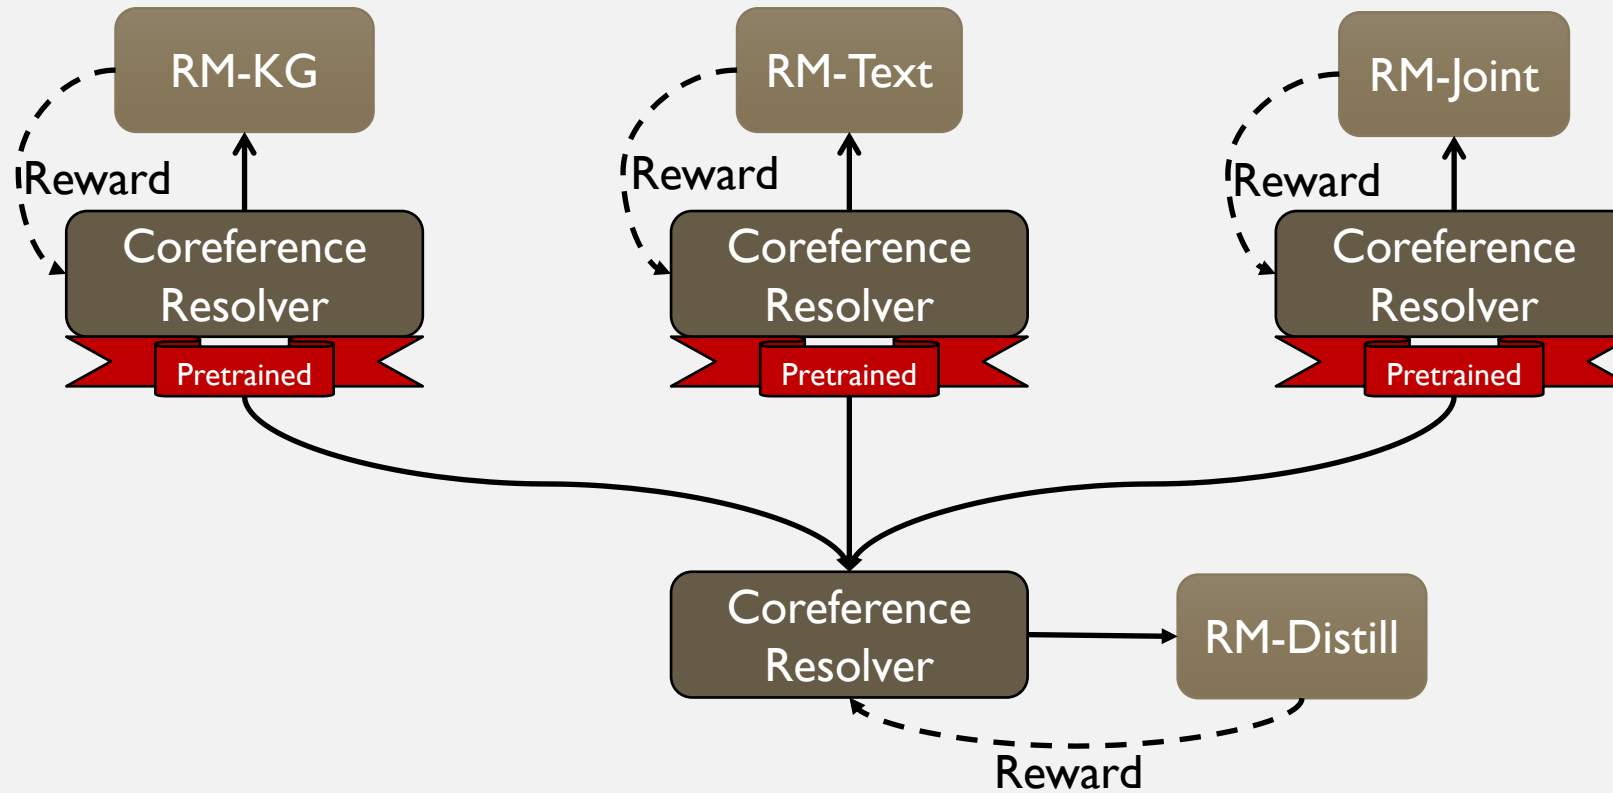 RM-KG
RM-Text
RM-Joint
Reward
Reward
Reward
Coreference
Resolver
Coreference
Resolver
Coreference
Resolver
Pretrained
Pretrained
Pretrained
Coreference
Resolver
RM-Distill
Reward